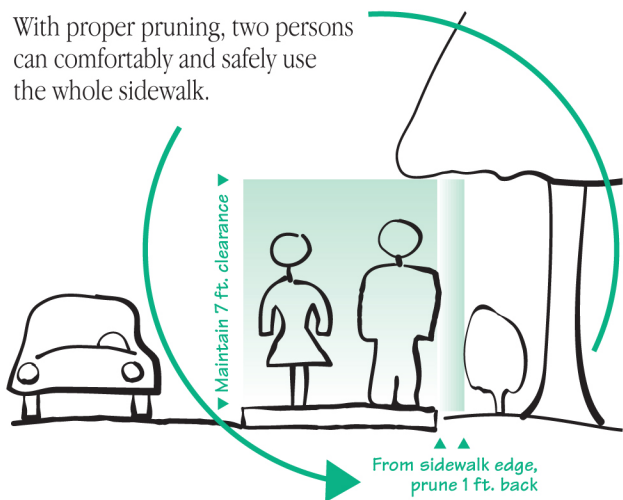 With proper pruning, two persons
can comfortably and safely use
the whole sidewalk.
Maintain 7 ft. clearance
From sidewalk edge,
prune 1 ft. back